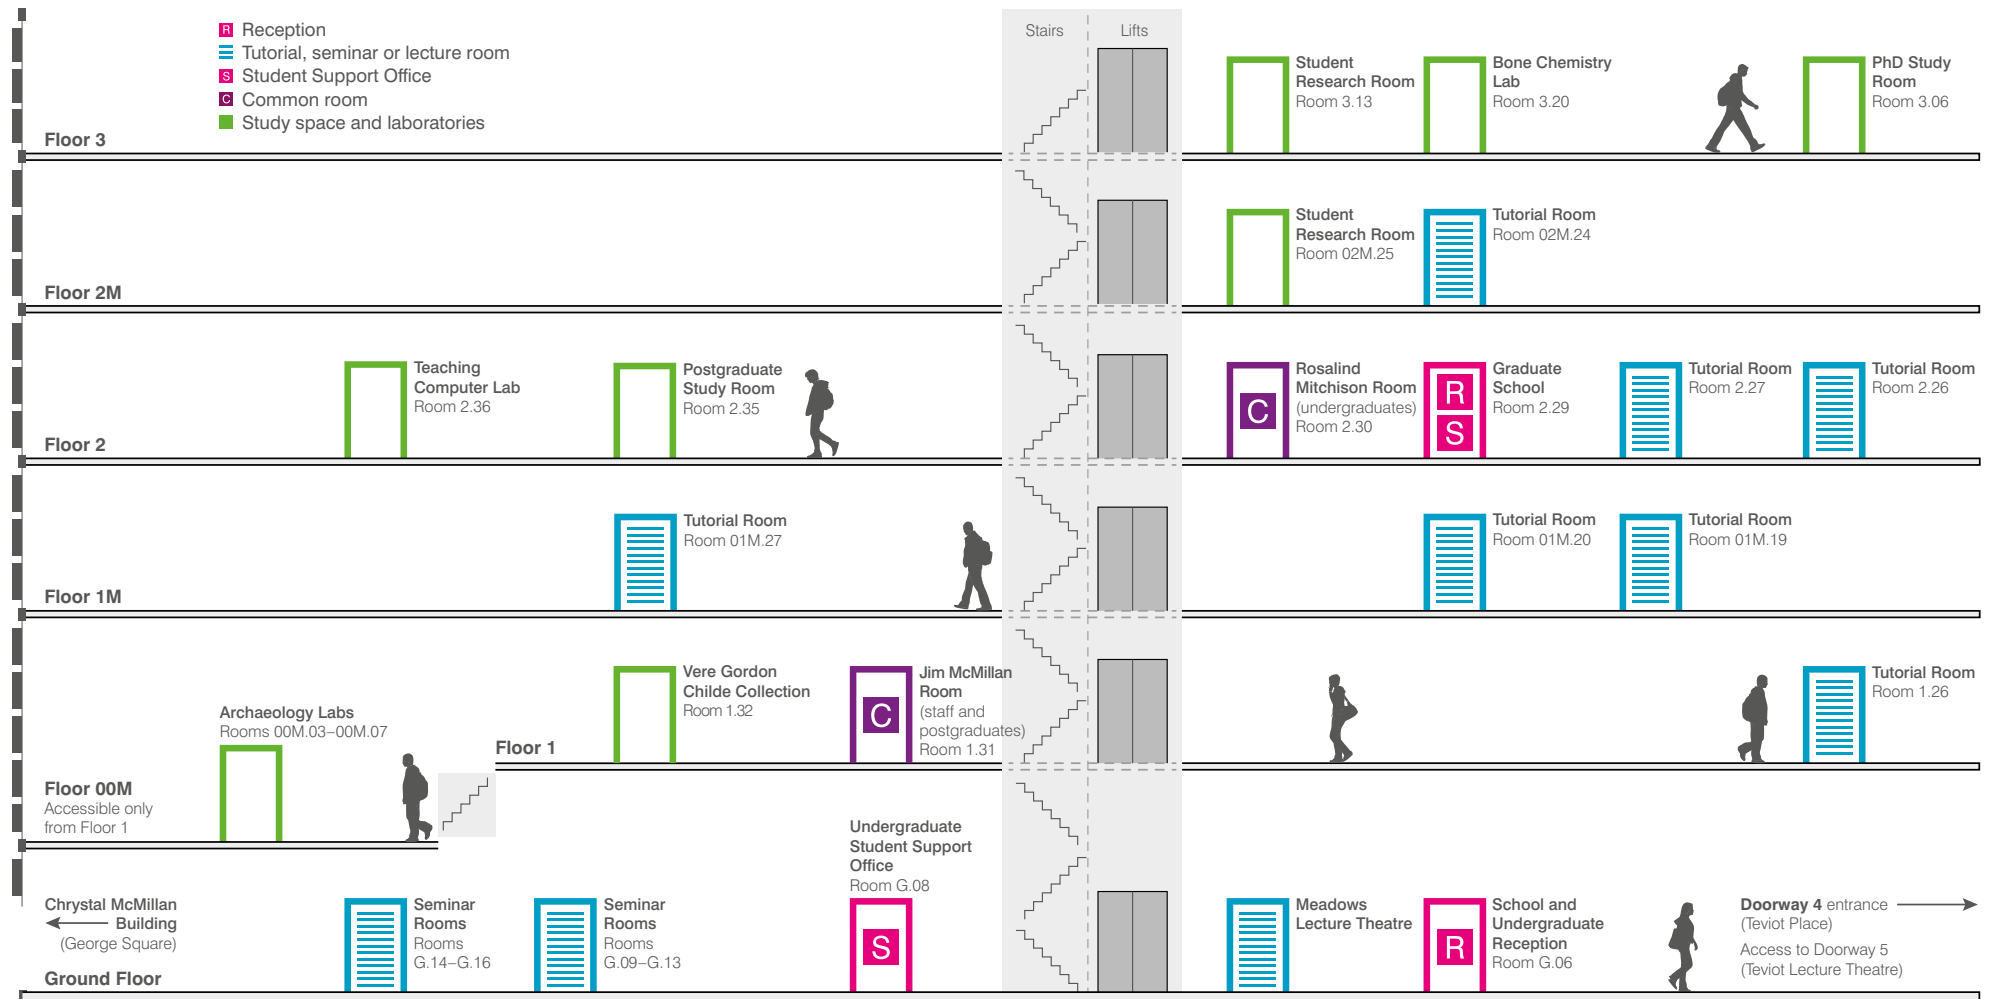 R Reception
Tutorial, seminar or lecture room
S Student Support Office
C Common room
Study space and laboratories
Stairs
Lifts
Floor 3
Student
Research Room
Room 3.13
Bone Chemistry
Lab
Room 3.20
PhD Study
Room
Room 3.06
Floor 2M
Student
Research Room
Room 02M.25
Tutorial Room
Room 02M.24
Floor 2
Teaching
Computer Lab
Room 2.36
Postgraduate
Study Room
Room 2.35
C
Rosalind
Mitchison Room
(undergraduates)
Room 2.30
R
S
Graduate
School
Room 2.29
Tutorial Room
Room 2.27
Tutorial Room
Room 2.26
Floor 1M
Tutorial Room
Room 01M.27
Tutorial Room
Room 01M.20
Tutorial Room
Room 01M.19
Floor 1
Vere Gordon
Childe Collection
Room 1.32
C
Jim McMillan
Room
(staff and
postgraduates)
Room 1.31
Tutorial Room
Room 1.26
Archaeology Labs
Rooms 00M.03–00M.07
Floor 00M
Accessible only
from Floor 1
Chrystal McMillan
Building
(George Square)
Ground Floor
Seminar
Rooms
Rooms
G.14–G.16
Seminar
Rooms
Rooms
G.09–G.13
Undergraduate
Student Support
Office
Room G.08
S
Meadows
Lecture Theatre
R
School and
Undergraduate
Reception
Room G.06
Doorway 4 entrance
(Teviot Place)
Access to Doorway 5
(Teviot Lecture Theatre)